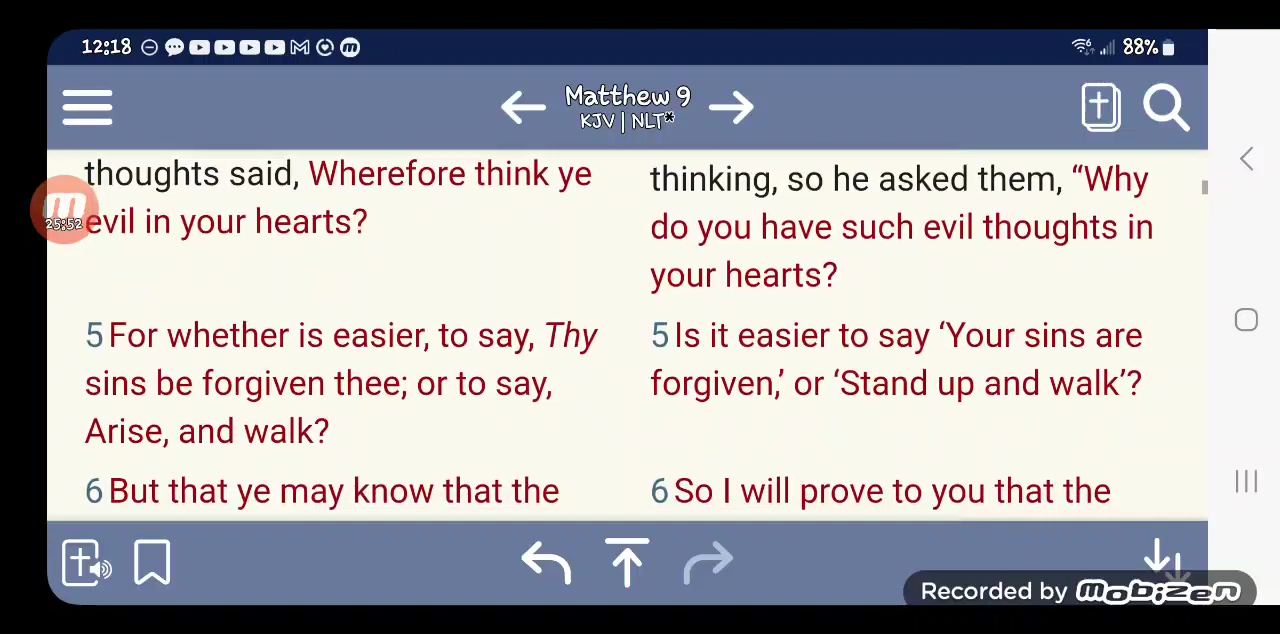 12:18 88%
Matthew 9
KJV | NLT*
25:52
thoughts said, Wherefore think ye
evil in your hearts?
5 For whether is easier, to say, Thy
sins be forgiven thee; or to say,
Arise, and walk?
6 But that ye may know that the
thinking, so he asked them, “Why
do you have such evil thoughts in
your hearts?
5 Is it easier to say ‘Your sins are
forgiven,’ or ‘Stand up and walk’?
6 So I will prove to you that the
Recorded by mobizen